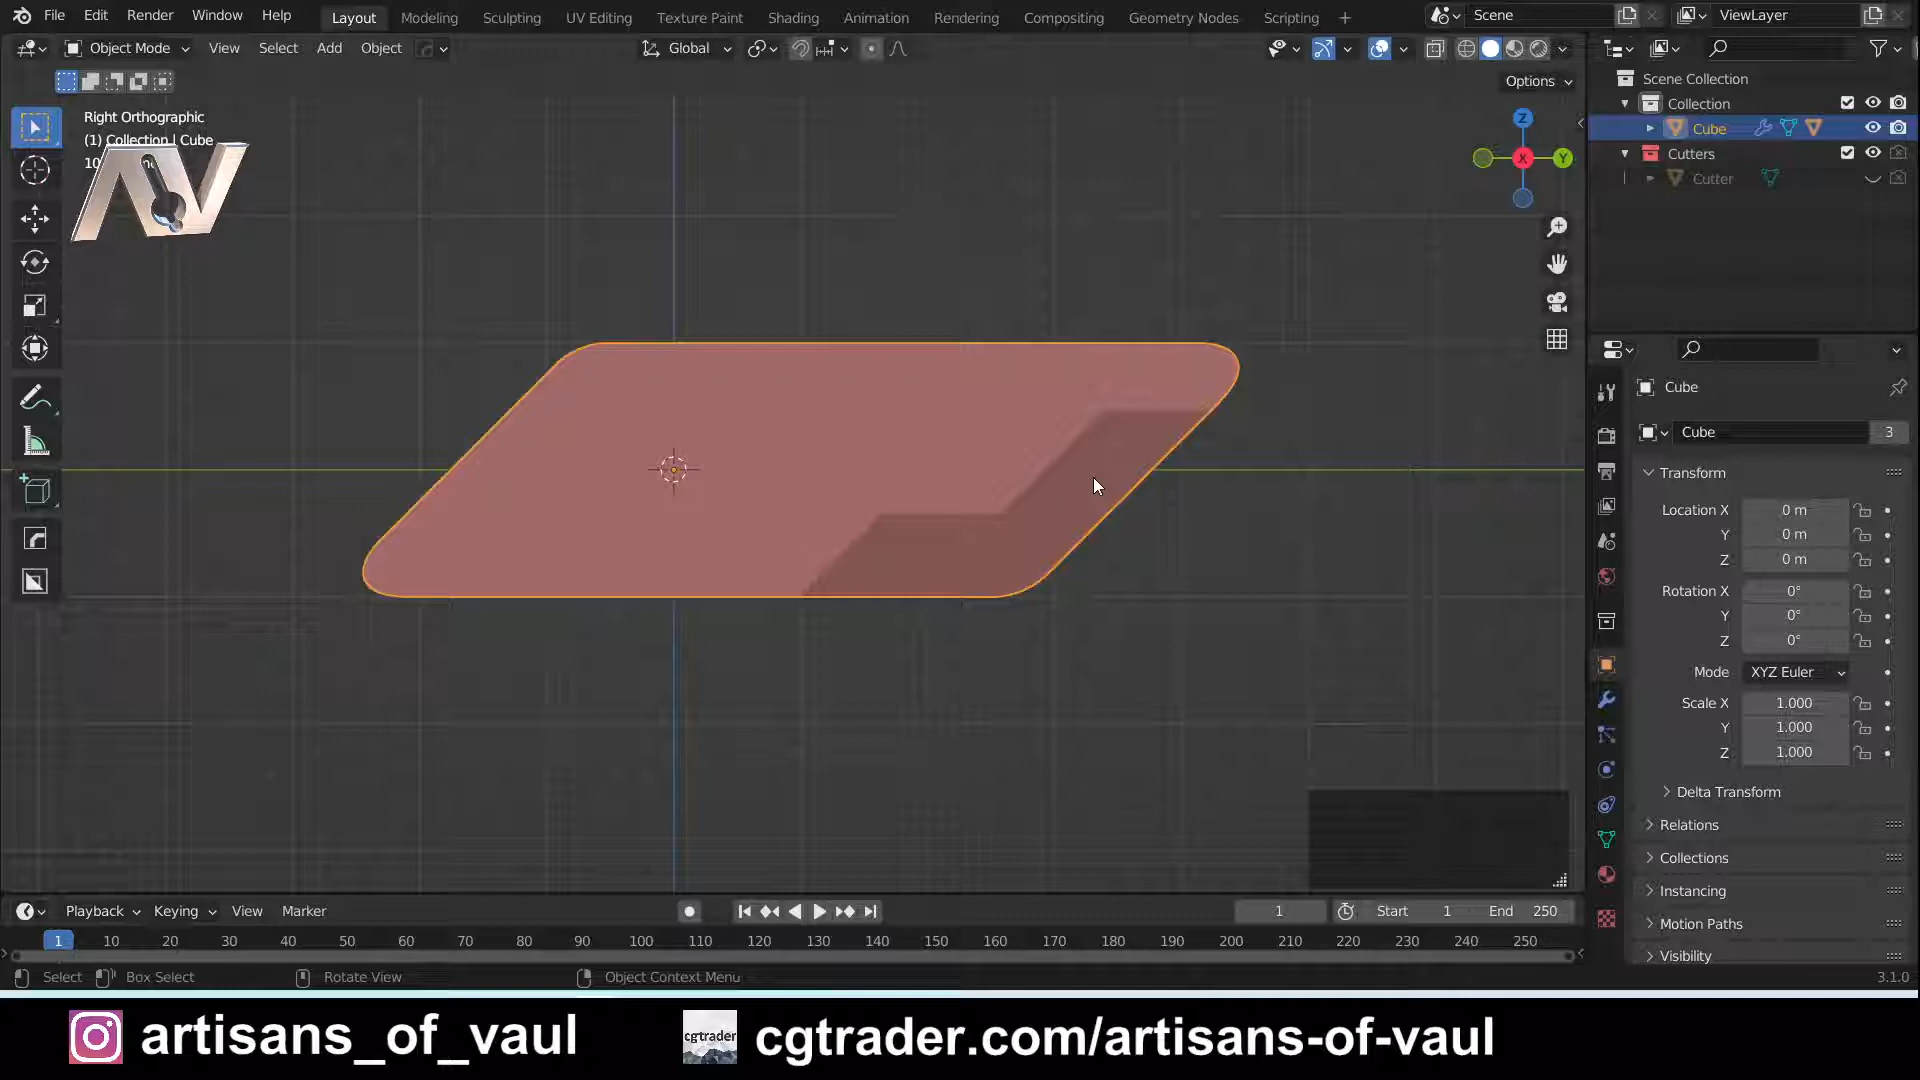 File Edit Render Window Help Layout Modeling Sculpting UV Editing Texture Paint Shading Animation Rendering Compositing Geometry Nodes Scripting + Scene ViewLayer
Object Mode View Select Add Object Global
Options
Right Orthographic
(1) Collection | Cube
10
Z
X
Y
Scene Collection
Collection
Cube
Cutters
Cutter
Cube
Cube 3
Transform
Location X 0 m
Y 0 m
Z 0 m
Rotation X 0°
Y 0°
Z 0°
Mode XYZ Euler
Scale X 1.000
Y 1.000
Z 1.000
Delta Transform
Relations
Collections
Instancing
Motion Paths
Visibility
Playback Keying View Marker 1 Start 1 End 250
1 10 20 30 40 50 60 70 80 90 100 110 120 130 140 150 160 170 180 190 200 210 220 230 240 250
Select Box Select Rotate View Object Context Menu 3.1.0
artisans_of_vaul
cgtrader cgtrader.com/artisans-of-vaul